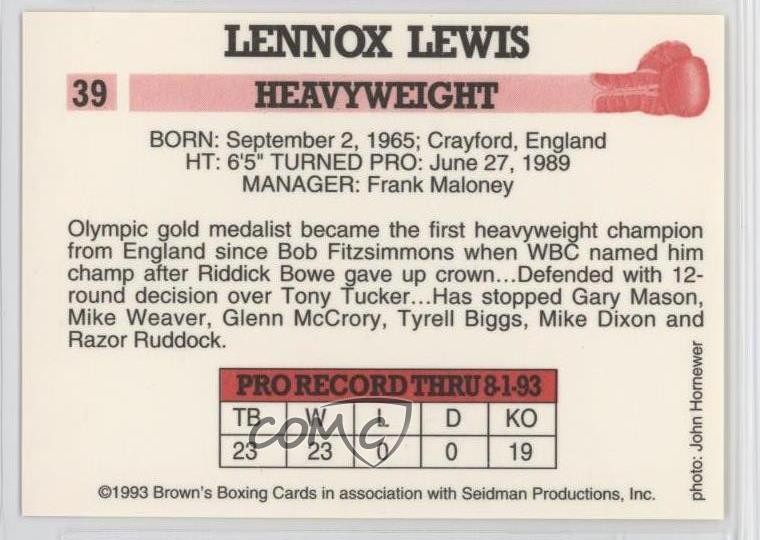 LENNOX LEWIS
39 HEAVYWEIGHT
BORN: September 2, 1965; Crayford, England
HT: 6'5" TURNED PRO: June 27, 1989
MANAGER: Frank Maloney
Olympic gold medalist became the first heavyweight champion
from England since Bob Fitzsimmons when WBC named him
champ after Riddick Bowe gave up crown...Defended with 12-
round decision over Tony Tucker...Has stopped Gary Mason,
Mike Weaver, Glenn McCrory, Tyrell Biggs, Mike Dixon and
Razor Ruddock.
PRO RECORD THRU 8-1-93
TB W L D KO
23 23 0 0 19
COMC
photo: John Hornewer
©1993 Brown's Boxing Cards in association with Seidman Productions, Inc.